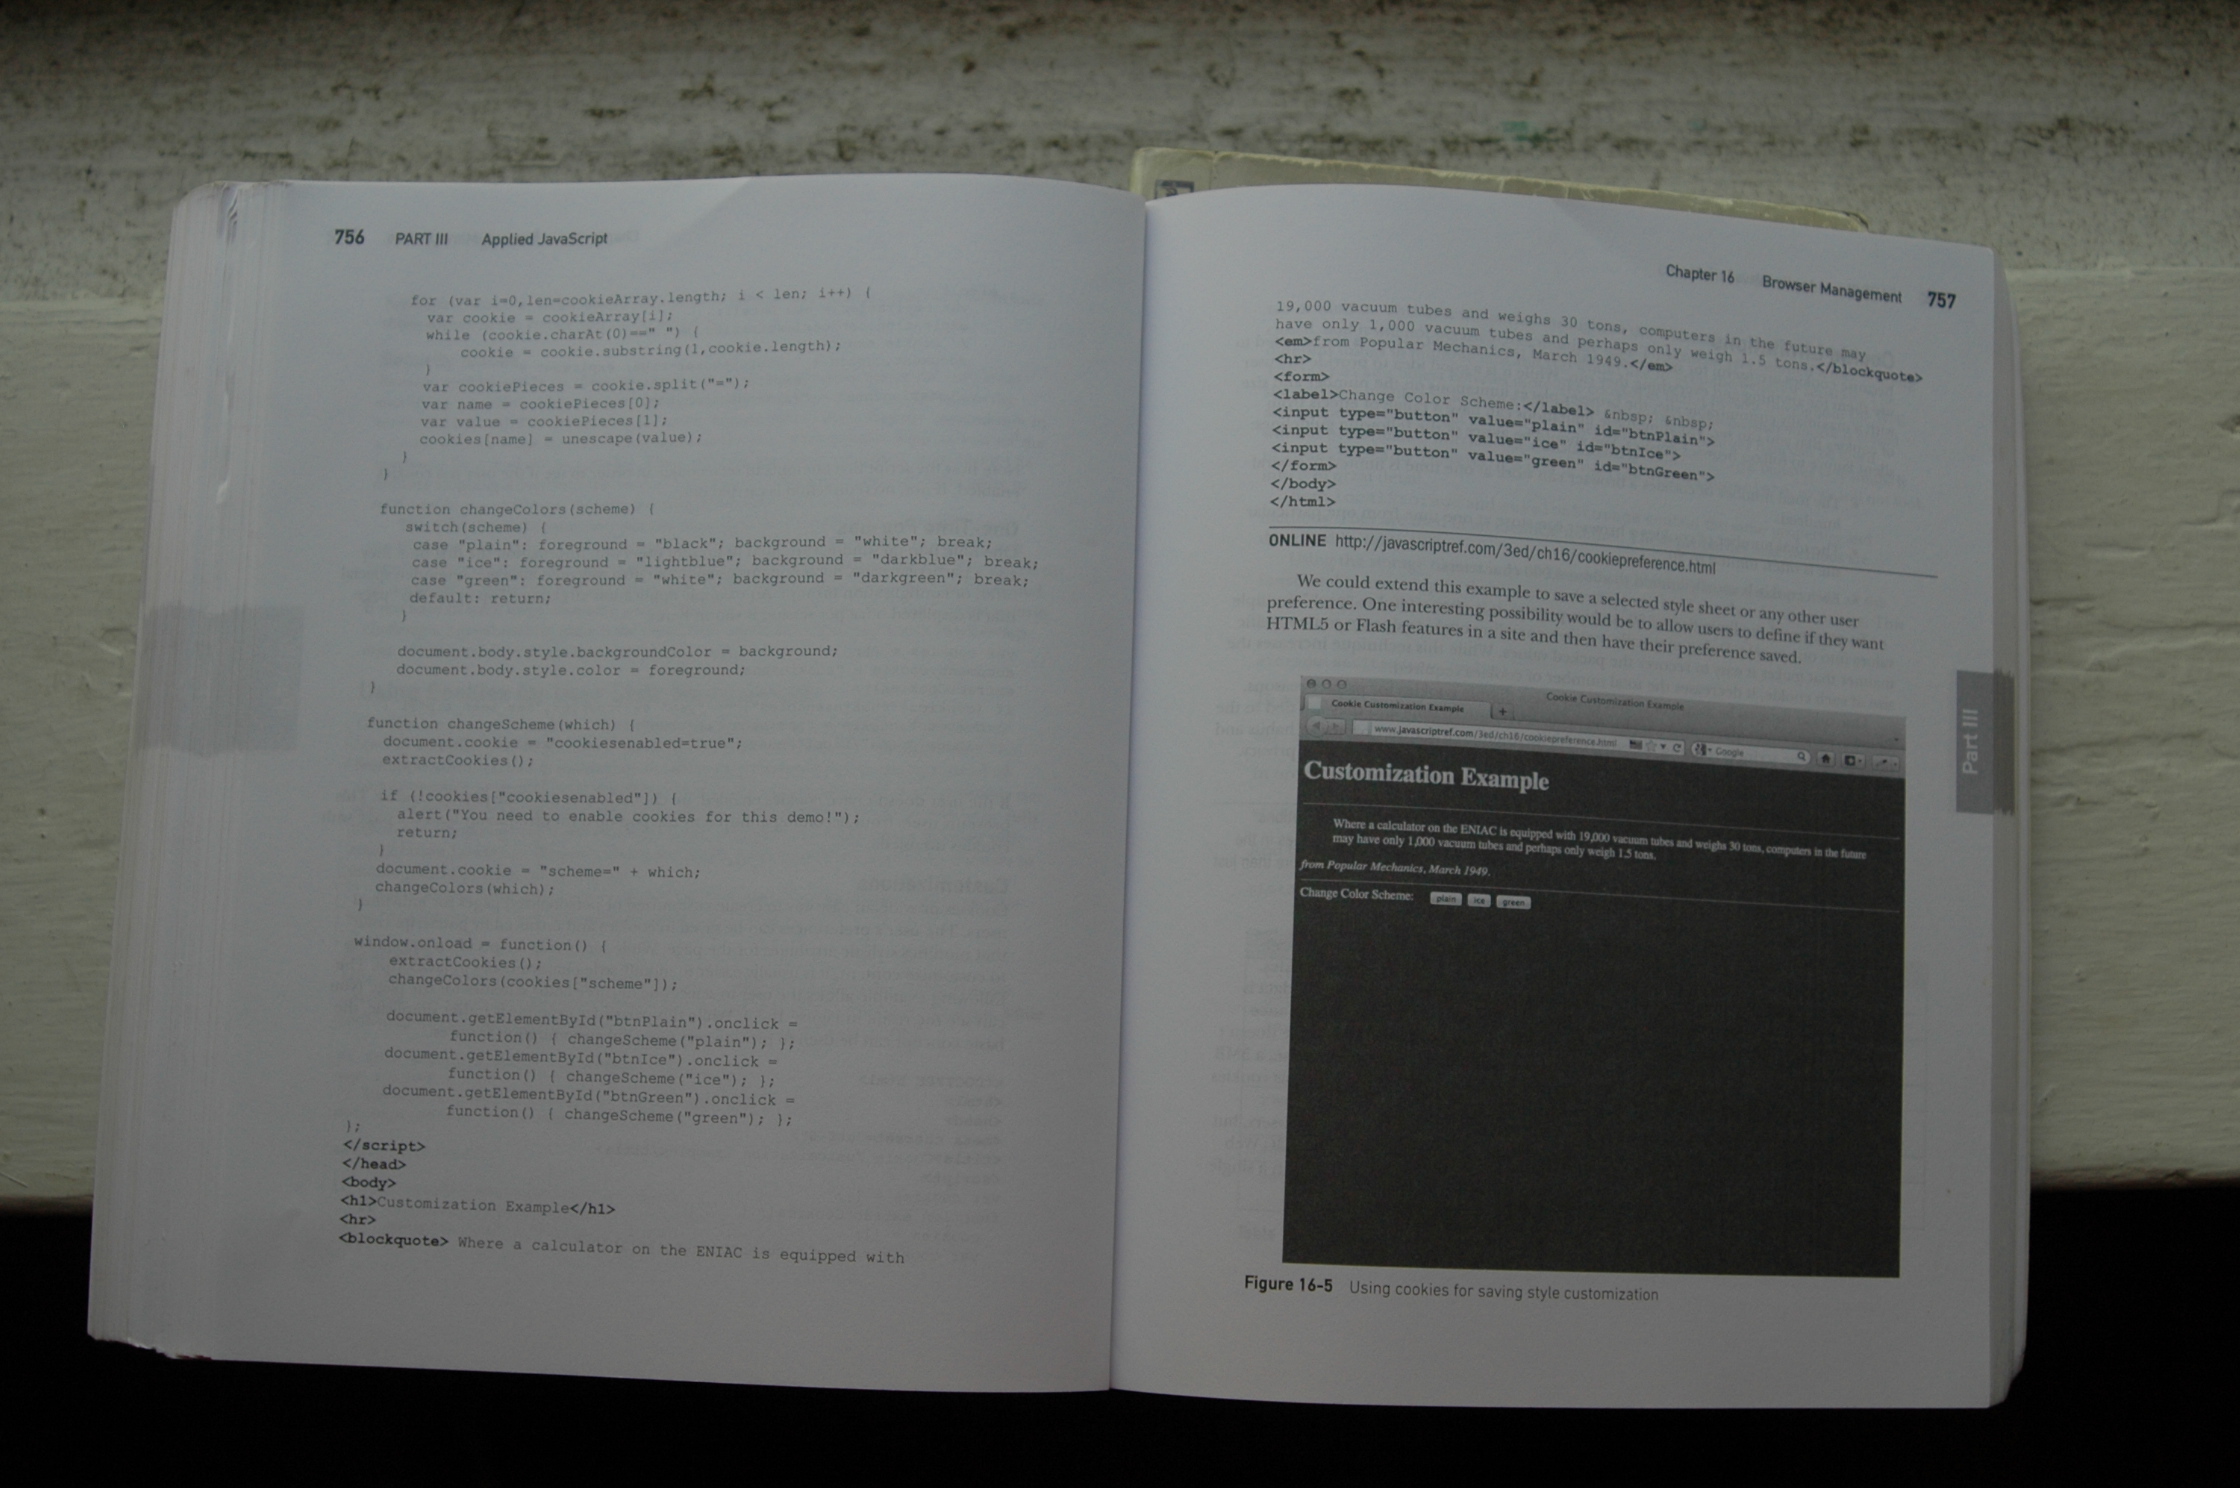 756 PART III Applied JavaScript
for (var i=0,len=cookieArray.length; i < len; i++) {
var cookie = cookieArray[i];
while (cookie.charAt(0)==" ") {
cookie = cookie.substring(1,cookie.length);
}
var cookiePieces = cookie.split("=");
var name = cookiePieces[0];
var value = cookiePieces[1];
cookies[name] = unescape(value);
}
}
function changeColors(scheme) {
switch(scheme) {
case "plain": foreground = "black"; background = "white"; break;
case "ice": foreground = "lightblue"; background = "darkblue"; break;
case "green": foreground = "white"; background = "darkgreen"; break;
default: return;
}
document.body.style.backgroundColor = background;
document.body.style.color = foreground;
}
function changeScheme(which) {
document.cookie = "cookiesenabled=true";
extractCookies();
if (!cookies["cookiesenabled"]) {
alert("You need to enable cookies for this demo!");
return;
}
document.cookie = "scheme=" + which;
changeColors(which);
}
window.onload = function() {
extractCookies();
changeColors(cookies["scheme"]);
document.getElementById("btnPlain").onclick =
function() { changeScheme("plain"); };
document.getElementById("btnIce").onclick =
function() { changeScheme("ice"); };
document.getElementById("btnGreen").onclick =
function() { changeScheme("green"); };
};
</script>
</head>
<body>
<h1>Customization Example</h1>
<hr>
<blockquote> Where a calculator on the ENIAC is equipped with
Chapter 16 Browser Management 757
19,000 vacuum tubes and weighs 30 tons, computers in the future may
have only 1,000 vacuum tubes and perhaps only weigh 1.5 tons.</blockquote>
<em>from Popular Mechanics, March 1949.</em>
<hr>
<form>
<label>Change Color Scheme:</label> &nbsp; &nbsp;
<input type="button" value="plain" id="btnPlain">
<input type="button" value="ice" id="btnIce">
<input type="button" value="green" id="btnGreen">
</form>
</body>
</html>
ONLINE http://javascriptref.com/3ed/ch16/cookiepreference.html
We could extend this example to save a selected style sheet or any other user
preference. One interesting possibility would be to allow users to define if they want
HTML5 or Flash features in a site and then have their preference saved.
Part III
Cookie Customization Example
Cookie Customization Example +
www.javascriptref.com/3ed/ch16/cookiepreference.html Google
Customization Example
Where a calculator on the ENIAC is equipped with 19,000 vacuum tubes and weighs 30 tons, computers in the future
may have only 1,000 vacuum tubes and perhaps only weigh 1.5 tons.
from Popular Mechanics, March 1949.
Change Color Scheme: plain ice green
Figure 16-5 Using cookies for saving style customization